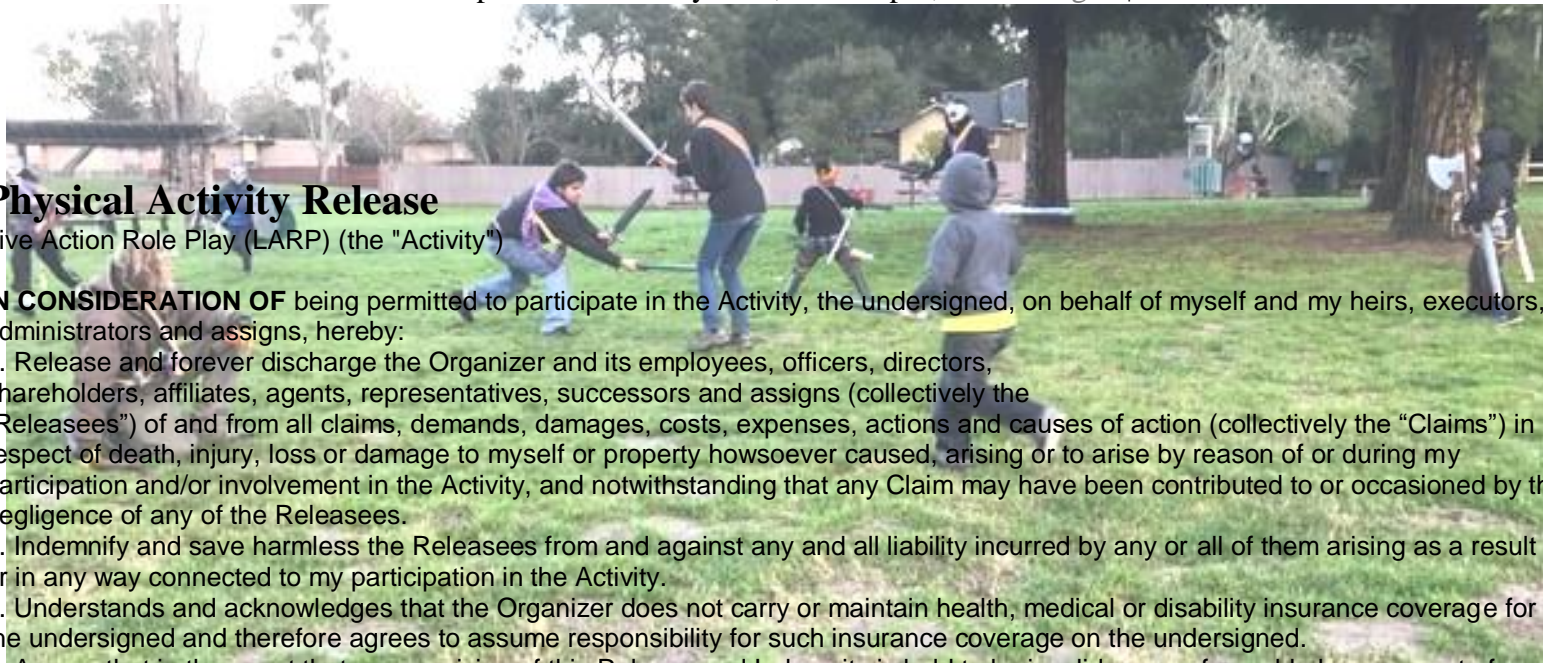 Physical Activity Release
ive Action Role Play (LARP) (the "Activity")
N CONSIDERATION OF being permitted to participate in the Activity, the undersigned, on behalf of myself and my heirs, executors,
dministrators and assigns, hereby:
. Release and forever discharge the Organizer and its employees, officers, directors,
hareholders, affiliates, agents, representatives, successors and assigns (collectively the
Releasees”) of and from all claims, demands, damages, costs, expenses, actions and causes of action (collectively the “Claims”) in
espect of death, injury, loss or damage to myself or property howsoever caused, arising or to arise by reason of or during my
articipation and/or involvement in the Activity, and notwithstanding that any Claim may have been contributed to or occasioned by th
egligence of any of the Releasees.
. Indemnify and save harmless the Releasees from and against any and all liability incurred by any or all of them arising as a result
r in any way connected to my participation in the Activity.
. Understands and acknowledges that the Organizer does not carry or maintain health, medical or disability insurance coverage for
he undersigned and therefore agrees to assume responsibility for such insurance coverage on the undersigned.